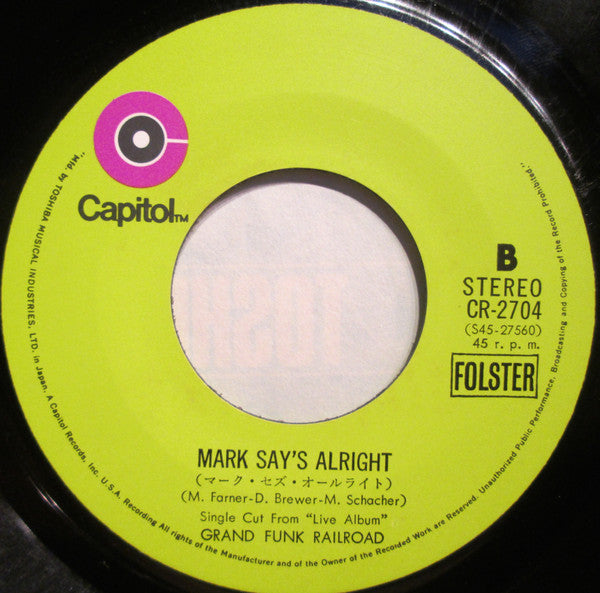 Capitol™
B
STEREO
CR-2704
(S45-27560)
45 r. p. m.
FOLSTER
MARK SAY'S ALRIGHT
(マーク・セズ・オールライト)
(M. Farner-D. Brewer-M. Schacher)
Single Cut From "Live Album"
GRAND FUNK RAILROAD
"Mfd. by TOSHIBA MUSICAL INDUSTRIES, LTD. in Japan, A Capitol Records, Inc. U. S. A. Recording All rights of the Manufacturer and of the Owner of the Recorded Work are Reserved. Unauthorized Public Performance, Broadcasting and Copying of the Record Prohibited."